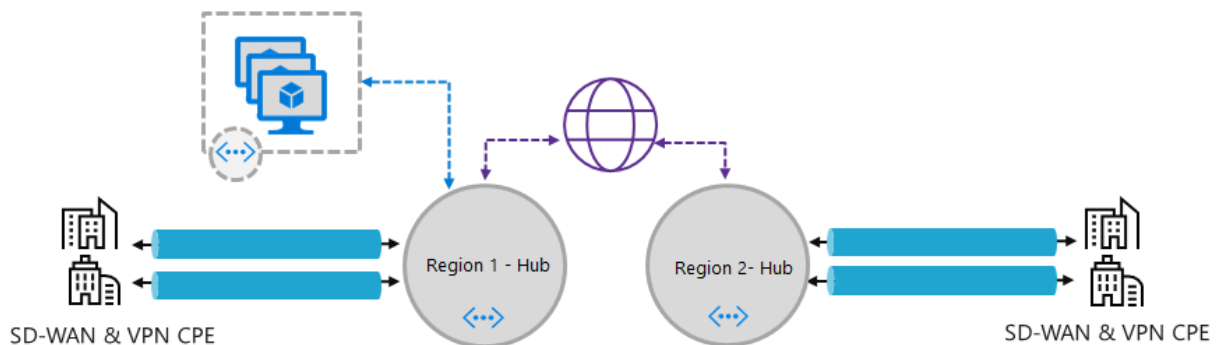 Region 1 - Hub
Region 2- Hub
SD-WAN & VPN CPE
SD-WAN & VPN CPE